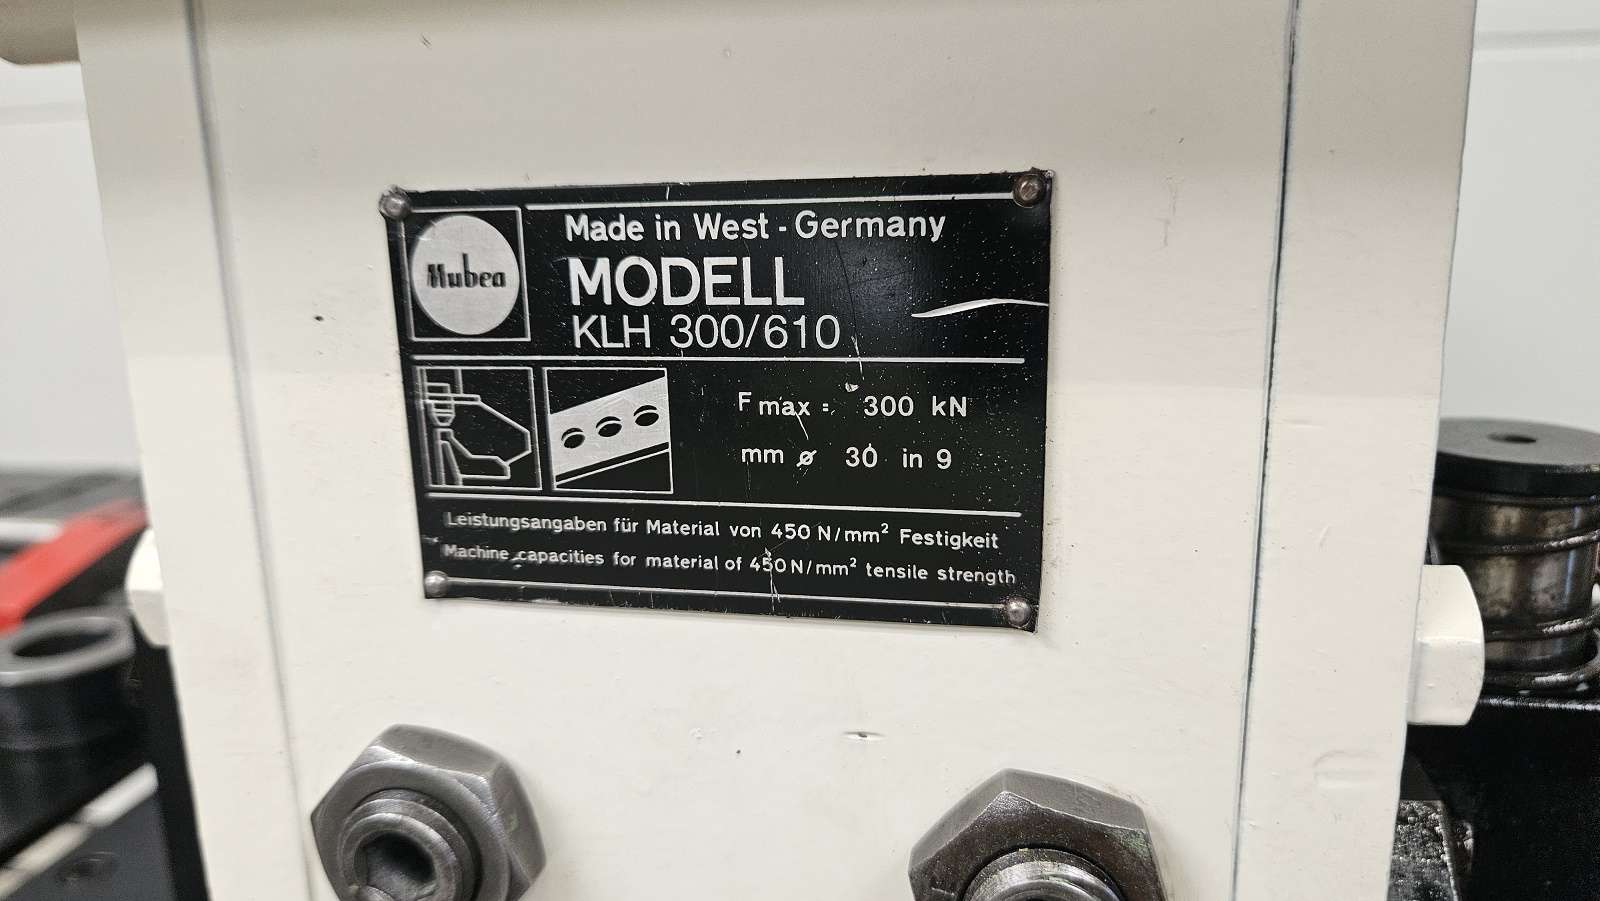 Hubea
Made in West - Germany
MODELL
KLH 300/610
F max = 300 kN
mm ø 30 in 9
Leistungsangaben für Material von 450 N/mm² Festigkeit
Machine capacities for material of 450 N/mm² tensile strength